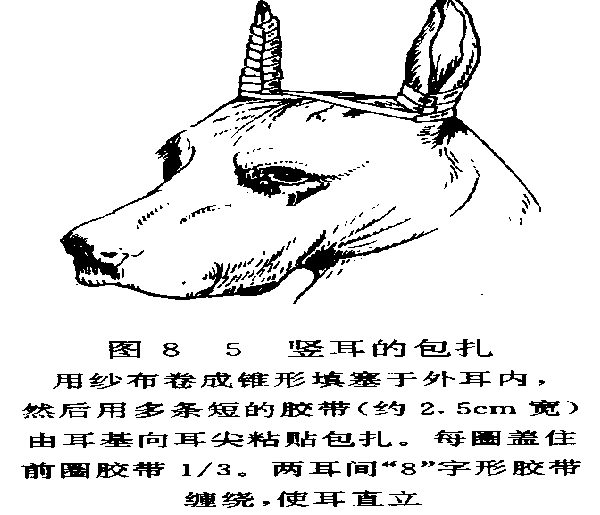 图 8 5 竖耳的包扎
用纱布卷成锥形填塞于外耳内，
然后用多条短的胶带(约 2.5cm 宽)
由耳基向耳尖粘贴包扎。每圈盖住
前圈胶带 1/3。两耳间“8”字形胶带
缠绕，使耳直立